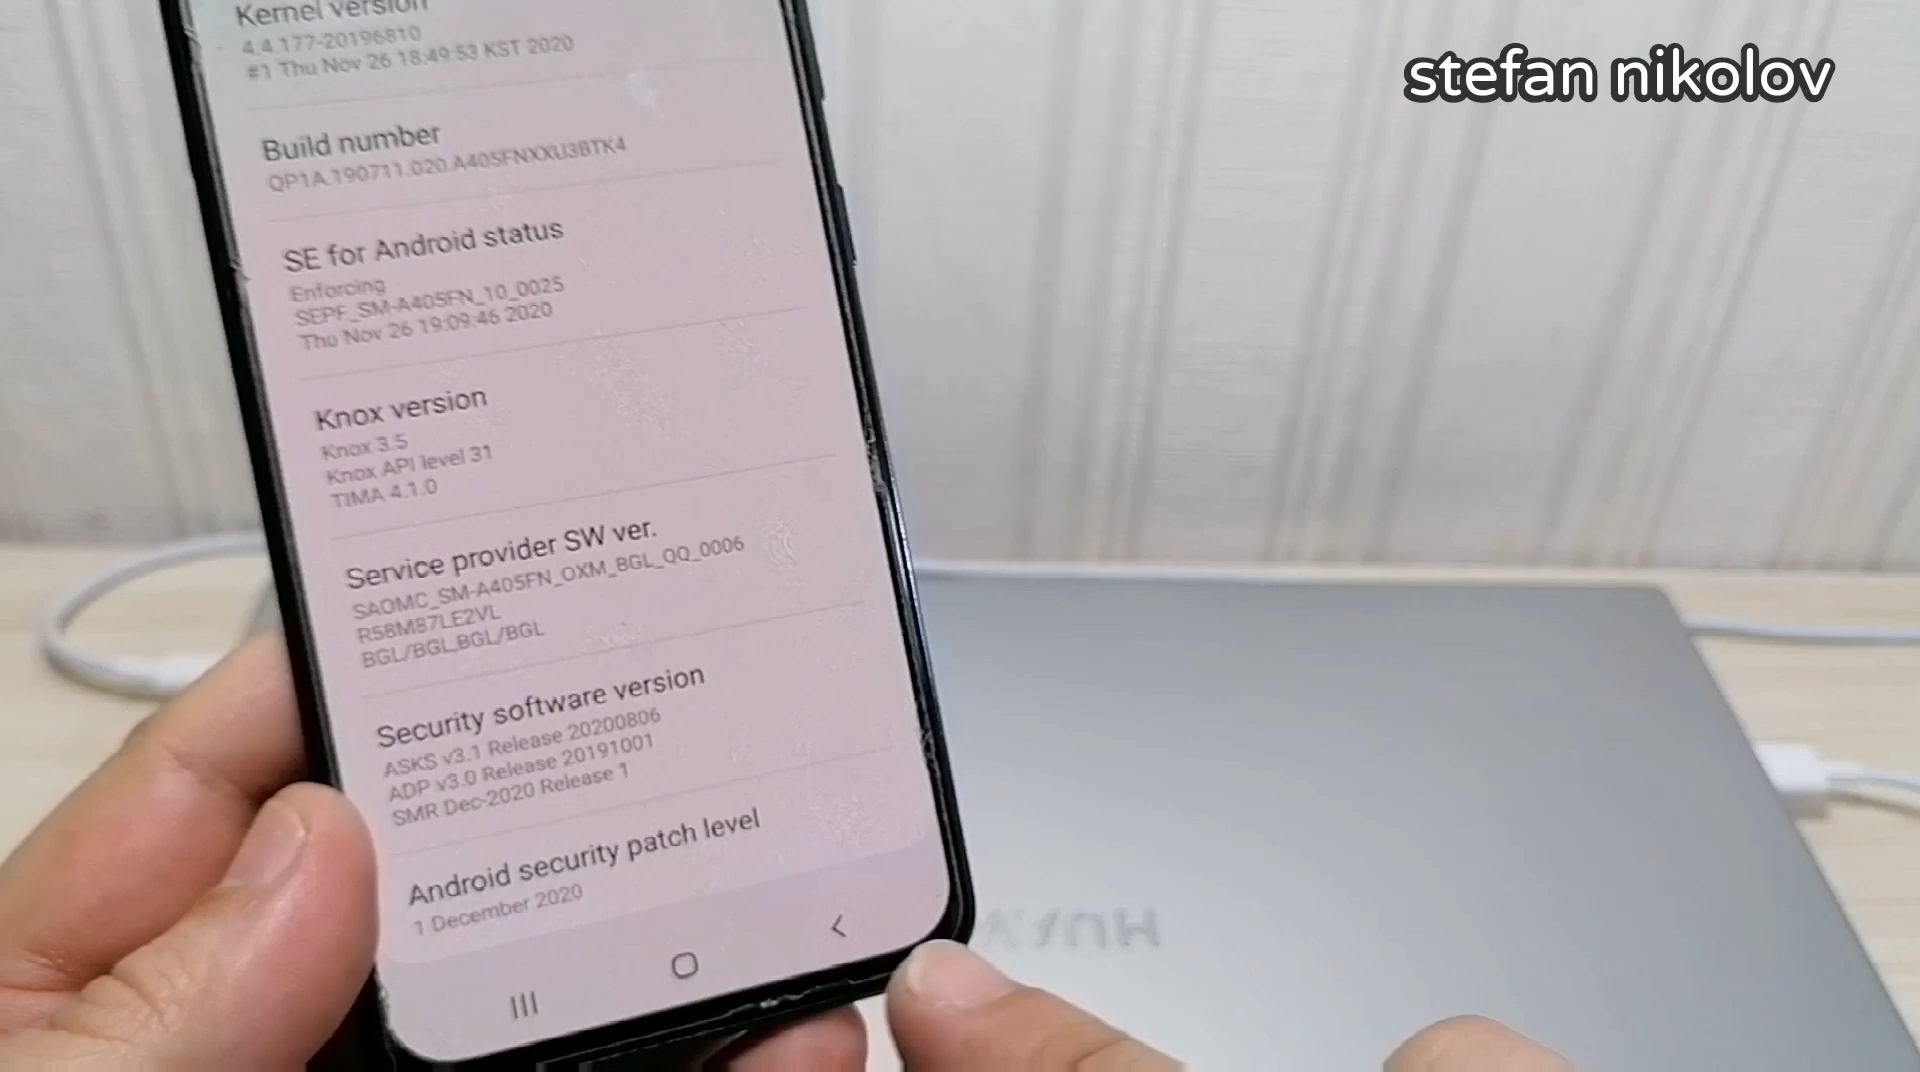 stefan nikolov
Kernel version
4.4.177-20196810
#1 Thu Nov 26 18:49:53 KST 2020
Build number
QP1A.190711.020.A405FNXXU3BTK4
SE for Android status
Enforcing
SEPF_SM-A405FN_10_0025
Thu Nov 26 19:09:46 2020
Knox version
Knox 3.5
Knox API level 31
TIMA 4.1.0
Service provider SW ver.
SAOMC_SM-A405FN_OXM_BGL_QQ_0006
R58M87LE2VL
BGL/BGL,BGL/BGL
Security software version
ASKS v3.1 Release 20200806
ADP v3.0 Release 20191001
SMR Dec-2020 Release 1
Android security patch level
1 December 2020